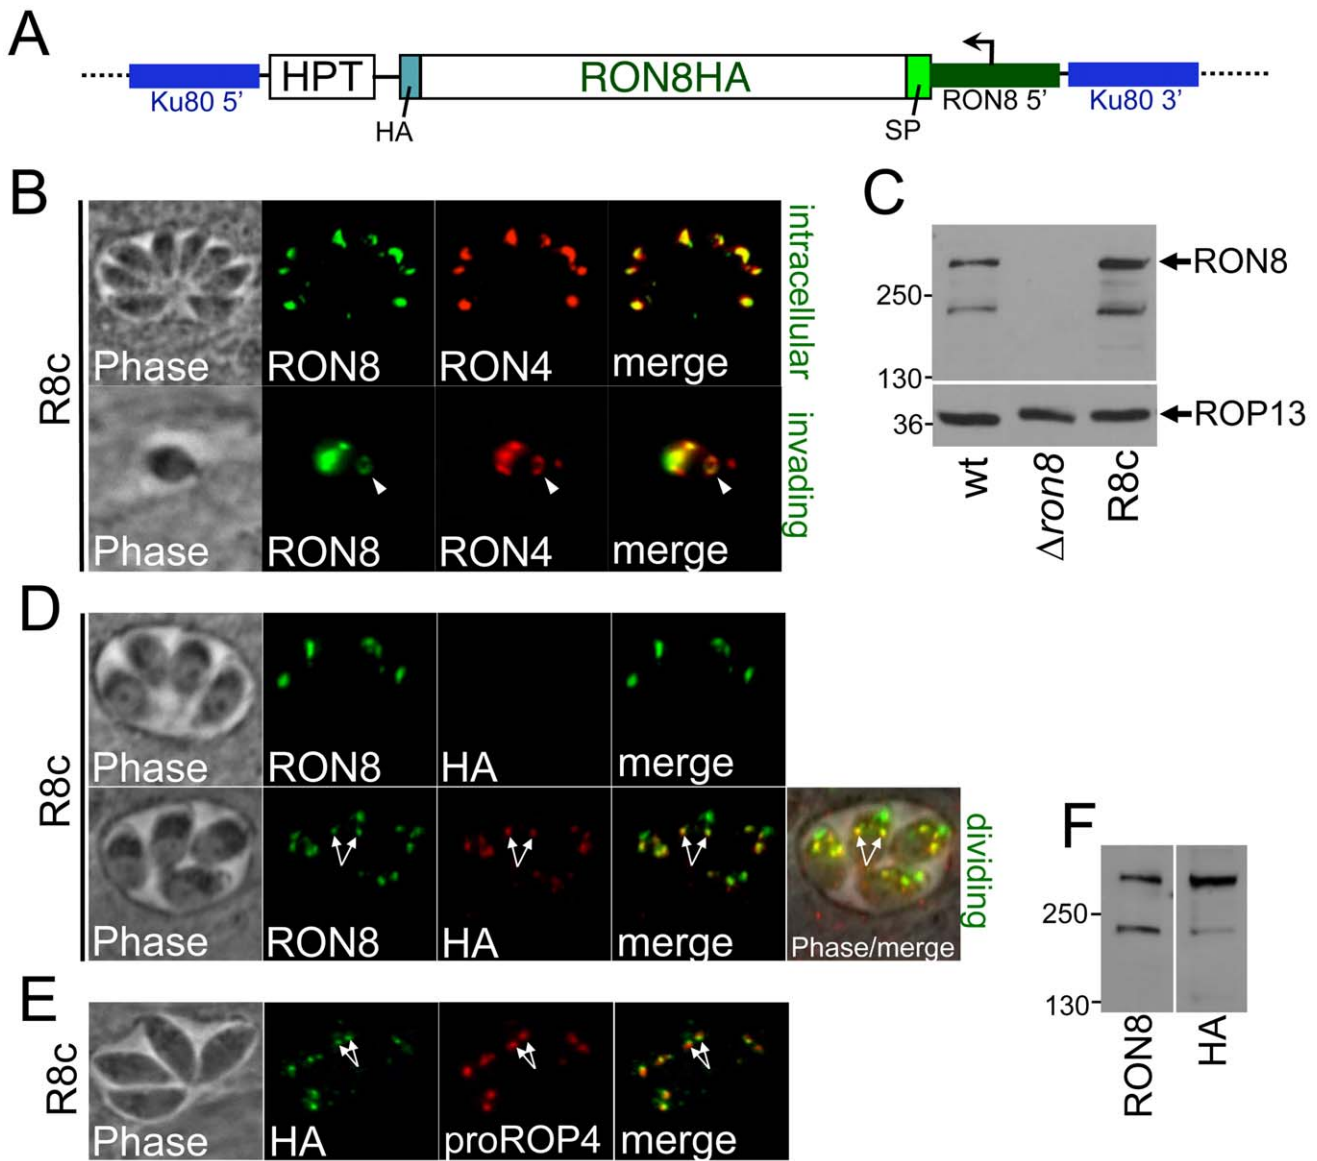 A
Ku80 5’
HPT
RON8HA
RON8 5’
Ku80 3’
HA
SP
B
R8c
Phase
RON8
RON4
merge
intracellular
Phase
RON8
RON4
merge
invading
C
250
130
36
RON8
ROP13
wt
Δron8
R8c
D
R8c
Phase
RON8
HA
merge
Phase
RON8
HA
merge
Phase/merge
dividing
E
R8c
Phase
HA
proROP4
merge
F
250
130
RON8
HA